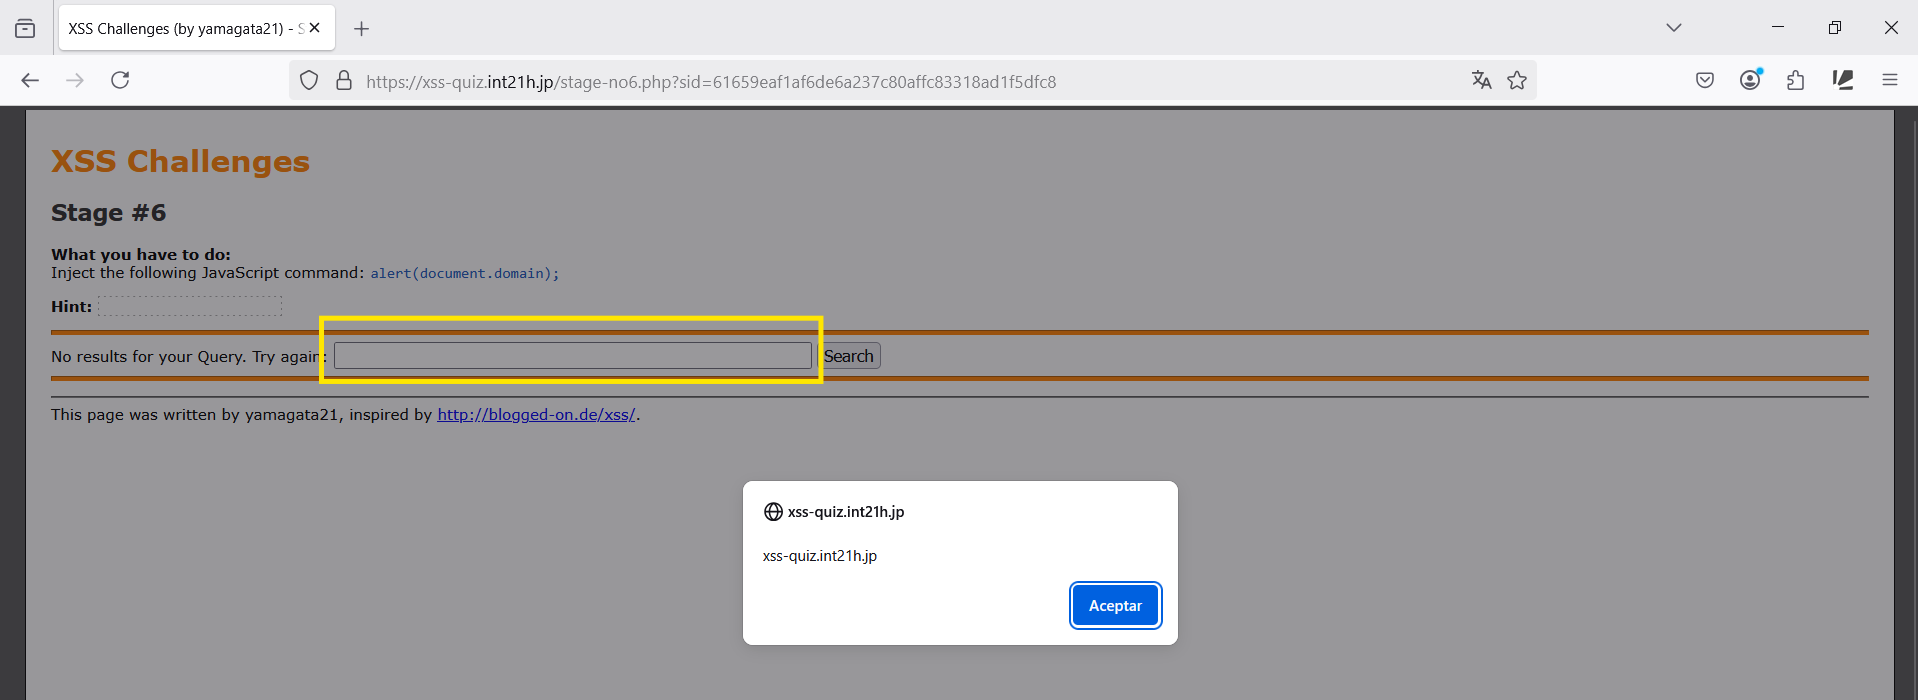 XSS Challenges (by yamagata21) - S
https://xss-quiz.int21h.jp/stage-no6.php?sid=61659eaf1af6de6a237c80affc83318ad1f5dfc8
XSS Challenges
Stage #6
What you have to do:
Inject the following JavaScript command: alert(document.domain);
Hint:
No results for your Query. Try again: Search
This page was written by yamagata21, inspired by http://blogged-on.de/xss/.
xss-quiz.int21h.jp
xss-quiz.int21h.jp
Aceptar